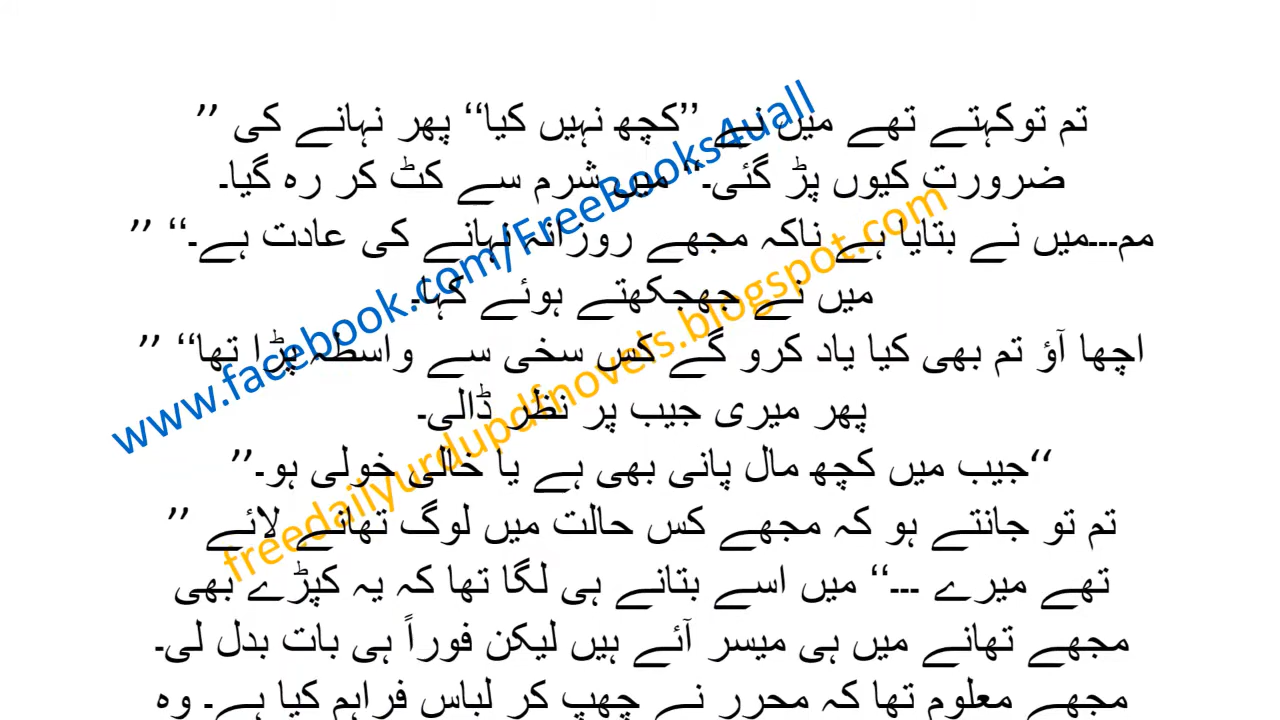 تم توکہتے تھے میں نے ’’کچھ نہیں کیا‘‘ پھر نہانے کی ’’
ضرورت کیوں پڑ گئی۔‘‘ میں شرم سے کٹ کر رہ گیا۔
مم۔۔۔میں نے بتایا ہے ناکہ مجھے روزانہ نہانے کی عادت ہے۔‘‘ ’’
میں نے جھجکھتے ہوئے کہا۔
اچھا آؤ تم بھی کیا یاد کرو گے کس سخی سے واسطہ پڑا تھا‘‘ ’’
پھر میری جیب پر نظر ڈالی۔
‘‘جیب میں کچھ مال پانی بھی ہے یا خالی خولی ہو۔’’
تم تو جانتے ہو کہ مجھے کس حالت میں لوگ تھانے لائے ’’
تھے میرے ۔۔۔‘‘ میں اسے بتانے ہی لگا تھا کہ یہ کپڑے بھی
مجھے تھانے میں ہی میسر آئے ہیں لیکن فوراً ہی بات بدل لی۔
مجھے معلوم تھا کہ محرر نے چھپ کر لباس فراہم کیا ہے۔ وہ
www.facebook.com/FreeBooks4uall
freedailyurdupdfnovels.blogspot.com